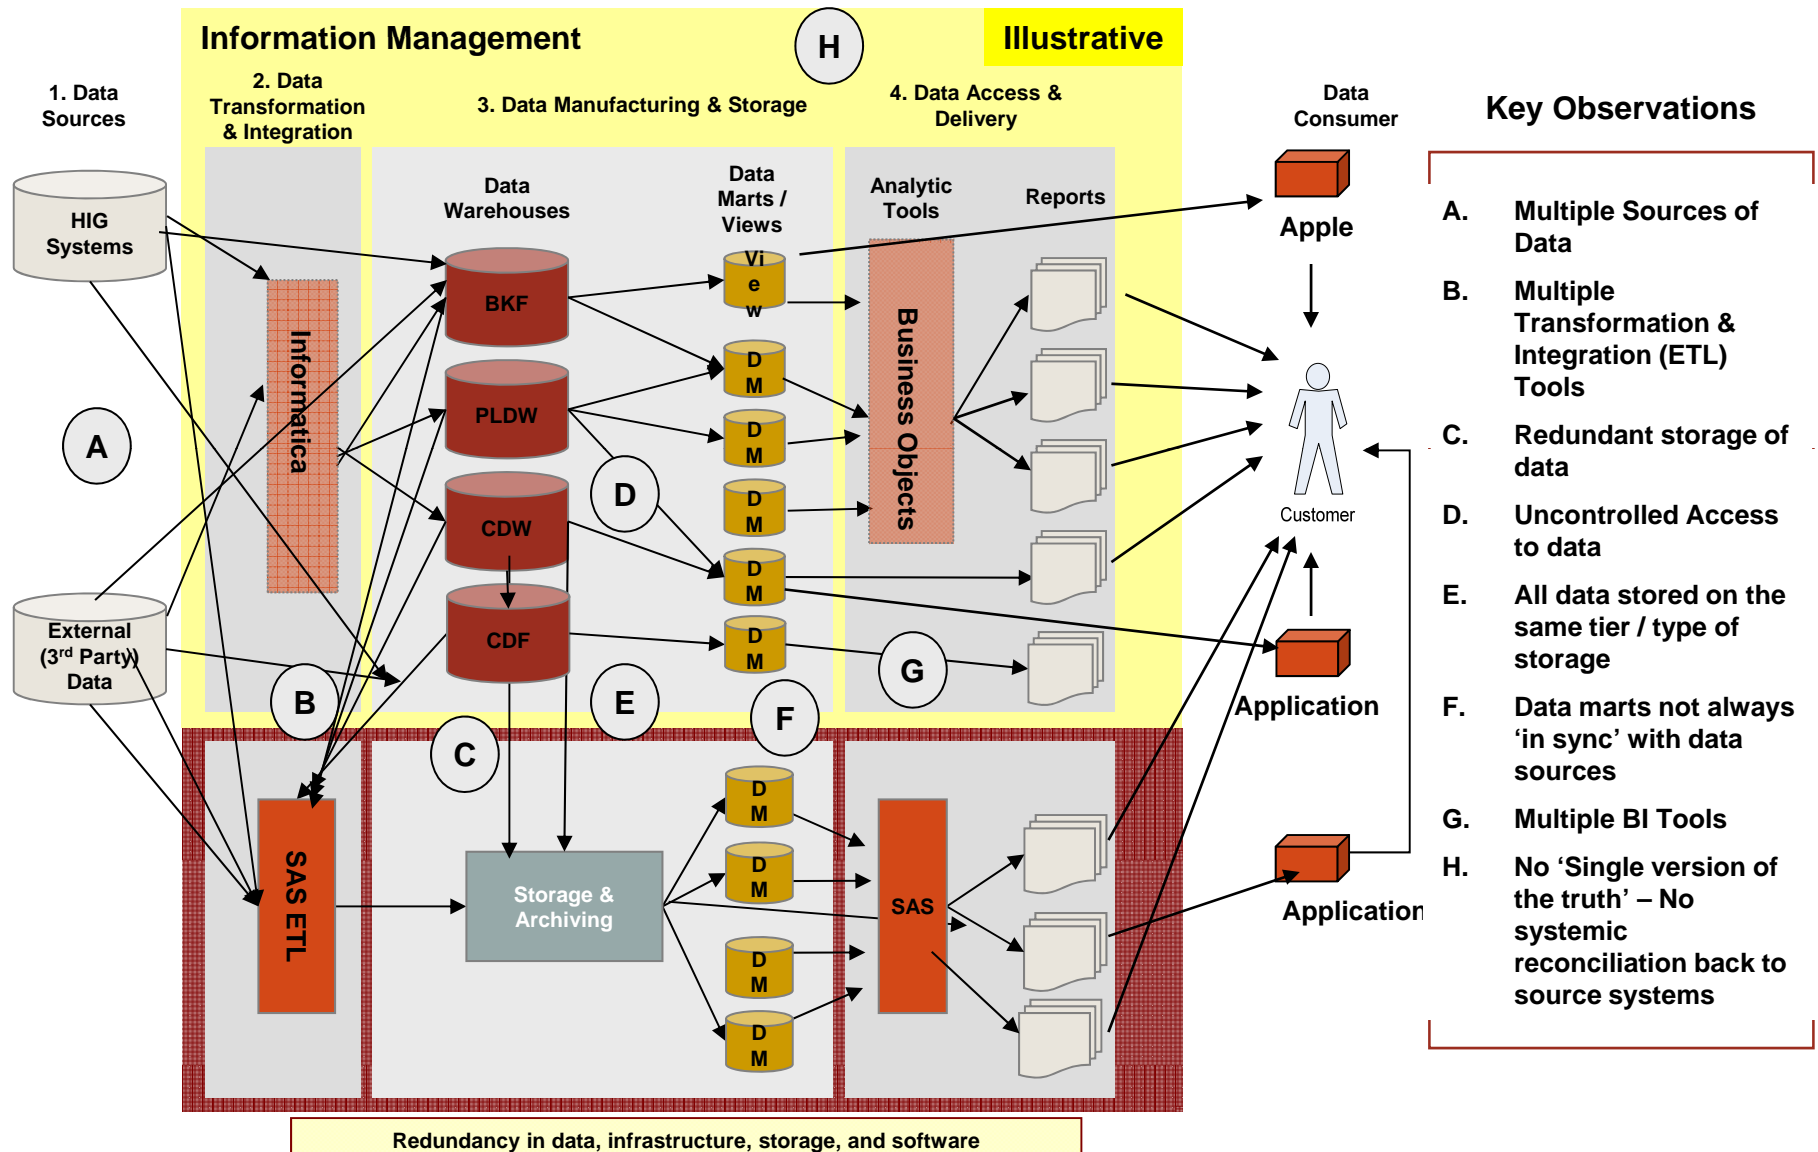 Information Management
H
Illustrative
1. Data
Sources
2. Data
Transformation
& Integration
3. Data Manufacturing & Storage
4. Data Access &
Delivery
Data
Consumer
Key Observations
HIG
Systems
External
(3rd Party)
Data
A
Informatica
B
SAS ETL
Data
Warehouses
BKF
PLDW
CDW
CDF
D
E
C
Storage &
Archiving
Data
Marts /
Views
Vi
e
w
D
M
D
M
D
M
D
M
D
M
F
D
M
D
M
D
M
D
M
Analytic
Tools
Reports
Business Objects
G
SAS
Apple
Customer
Application
Application
A. Multiple Sources of
Data
B. Multiple
Transformation &
Integration (ETL)
Tools
C. Redundant storage of
data
D. Uncontrolled Access
to data
E. All data stored on the
same tier / type of
storage
F. Data marts not always
‘in sync’ with data
sources
G. Multiple BI Tools
H. No ‘Single version of
the truth’ – No
systemic
reconciliation back to
source systems
Redundancy in data, infrastructure, storage, and software